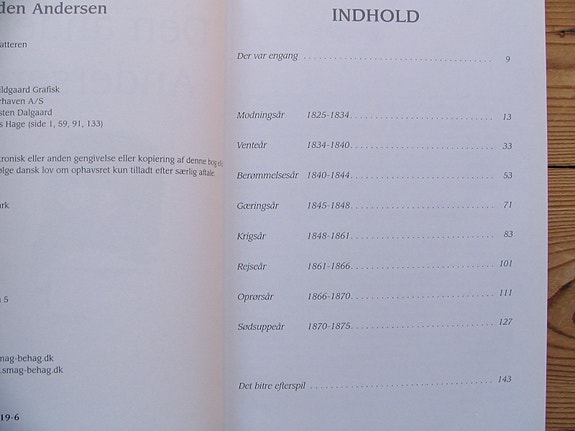 den Andersen
atteren
ldgaard Grafisk
rhaven A/S
sten Dalgaard
s Hage (side 1, 59, 91, 133)
tronisk eller anden gengivelse eller kopiering af denne bog el
ølge dansk lov om ophavsret kun tilladt efter særlig aftale.
ark
5
mag-behag.dk
.smag-behag.dk
19-6
INDHOLD
Der var engang 9
Modningsår 1825-1834 13
Venteår 1834-1840 33
Berømmelsesår 1840-1844 53
Gæringsår 1845-1848 71
Krigsår 1848-1861 83
Rejseår 1861-1866 101
Oprørsår 1866-1870 111
Sødsuppeår 1870-1875 127
Det bitre efterspil 143